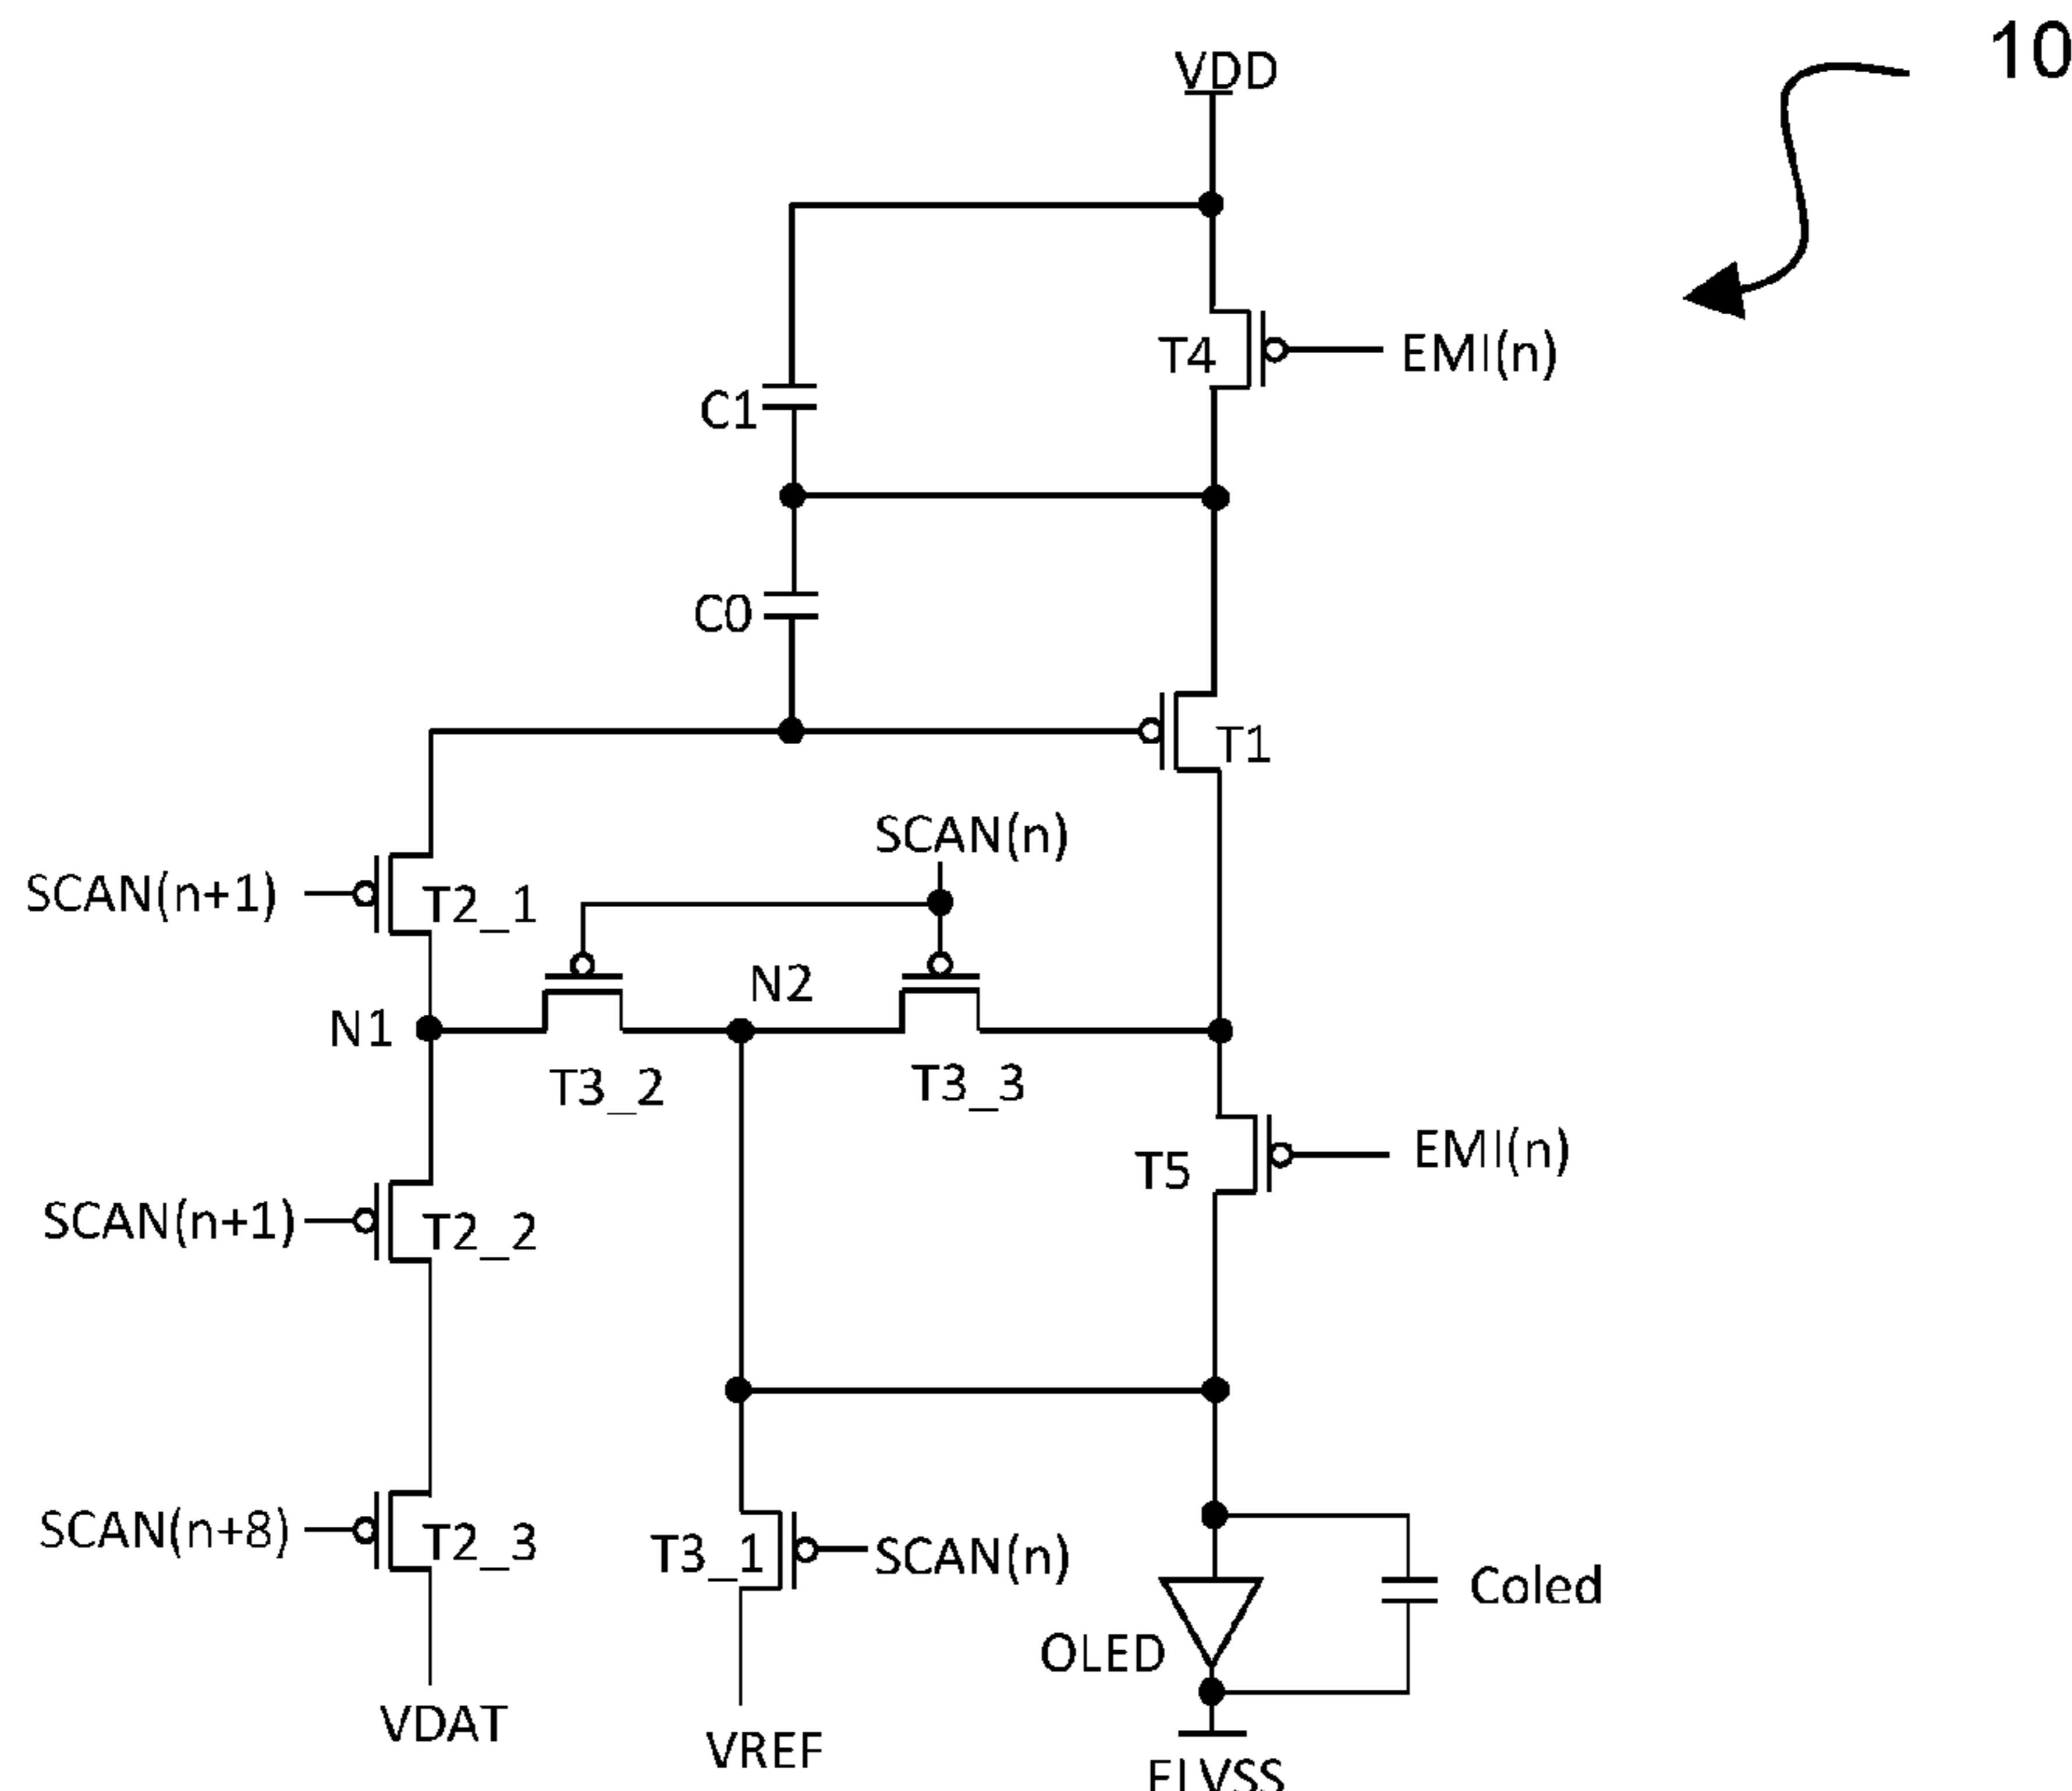 10
VDD
T4
EMI(n)
C1
C0
T1
SCAN(n)
SCAN(n+1)
T2_1
N2
N1
T3_2
T3_3
T5
EMI(n)
SCAN(n+1)
T2_2
SCAN(n+8)
T2_3
T3_1
SCAN(n)
Coled
OLED
VDAT
VREF
ELVSS